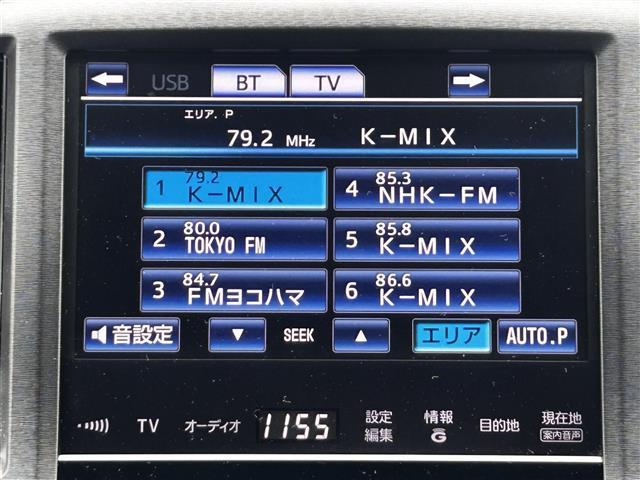 USB BT TV
エリア. P
79.2 MHz K-MIX
1 79.2 K-MIX
4 85.3 NHK-FM
2 80.0 TOKYO FM
5 85.8 K-MIX
3 84.7 FMヨコハマ
6 86.6 K-MIX
音設定 SEEK エリア AUTO.P
TV オーディオ 1155 設定 編集 情報 G 目的地 現在地 案内音声